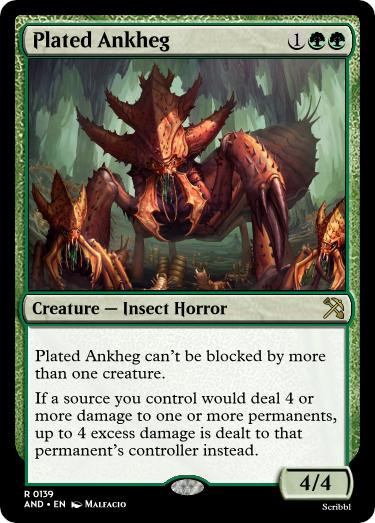 Plated Ankheg 1
Creature — Insect Horror
Plated Ankheg can't be blocked by more
than one creature.
If a source you control would deal 4 or
more damage to one or more permanents,
up to 4 excess damage is dealt to that
permanent's controller instead.
4/4
R 0139
AND • EN Malfacio
Scribbl